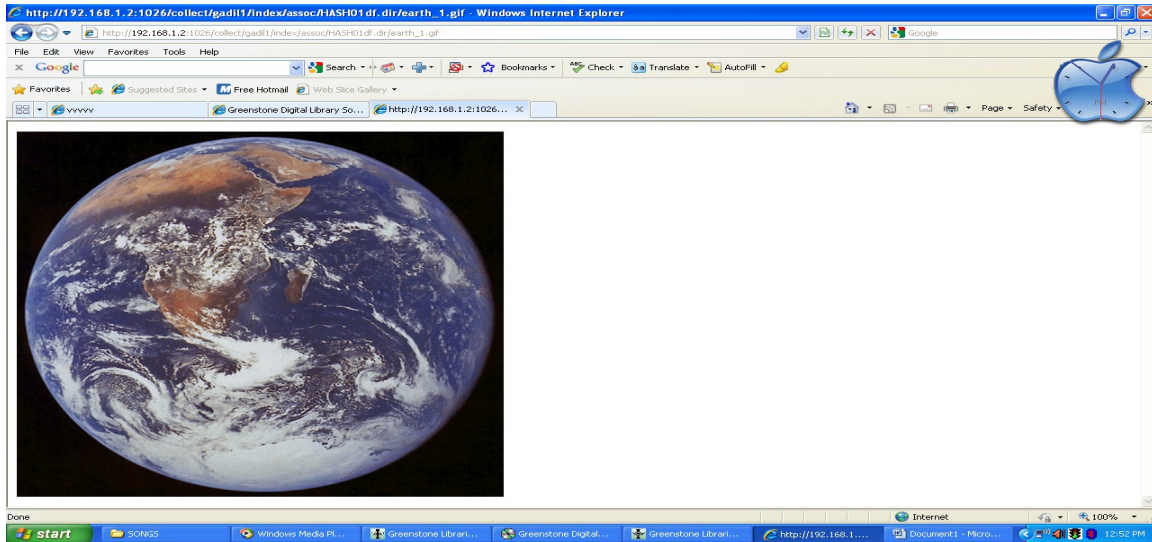 http://192.168.1.2:1026/collect/gadil1/index/assoc/HASH01df.dir/earth_1.gif - Windows Internet Explorer
http://192.168.1.2:1026/collect/gadil1/index/assoc/HASH01df.dir/earth_1.gif Google
File Edit View Favorites Tools Help
Google Search Bookmarks Check Translate AutoFill
Favorites Suggested Sites Free Hotmail Web Slice Gallery
vvvvv Greenstone Digital Library So... http://192.168.1.2:1026... Page Safety
PM
Done Internet 100%
start SONGS Windows Media Pl... Greenstone Librari... Greenstone Digital... Greenstone Librari... http://192.168.1.... Document1 - Micro... 12:52 PM